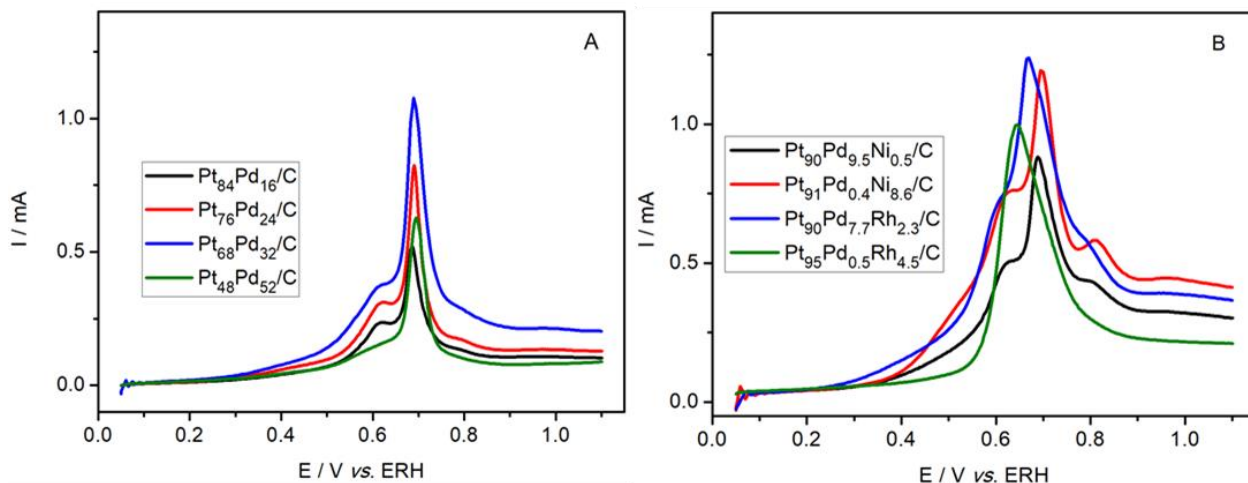 A
I / mA
1.0
0.5
0.0
Pt₈₄Pd₁₆/C
Pt₇₆Pd₂₄/C
Pt₆₈Pd₃₂/C
Pt₄₈Pd₅₂/C
0.0 0.2 0.4 0.6 0.8 1.0
E / V vs. ERH
B
I / mA
1.0
0.5
0.0
Pt₉₀Pd₉.₅Ni₀.₅/C
Pt₉₁Pd₀.₄Ni₈.₆/C
Pt₉₀Pd₇.₇Rh₂.₃/C
Pt₉₅Pd₀.₅Rh₄.₅/C
0.0 0.2 0.4 0.6 0.8 1.0
E / V vs. ERH